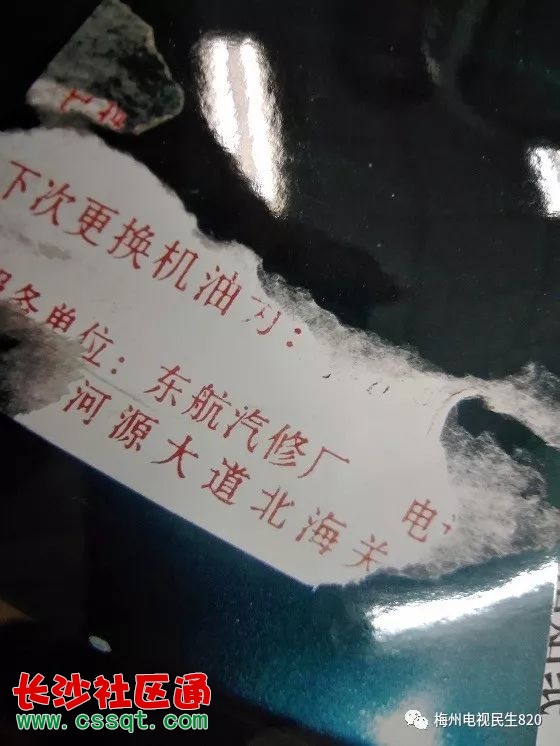 下次更换机油为：
服务单位：东航汽修厂 电
河源大道北海关
长沙社区通
www.cssqt.com
梅州电视民生820